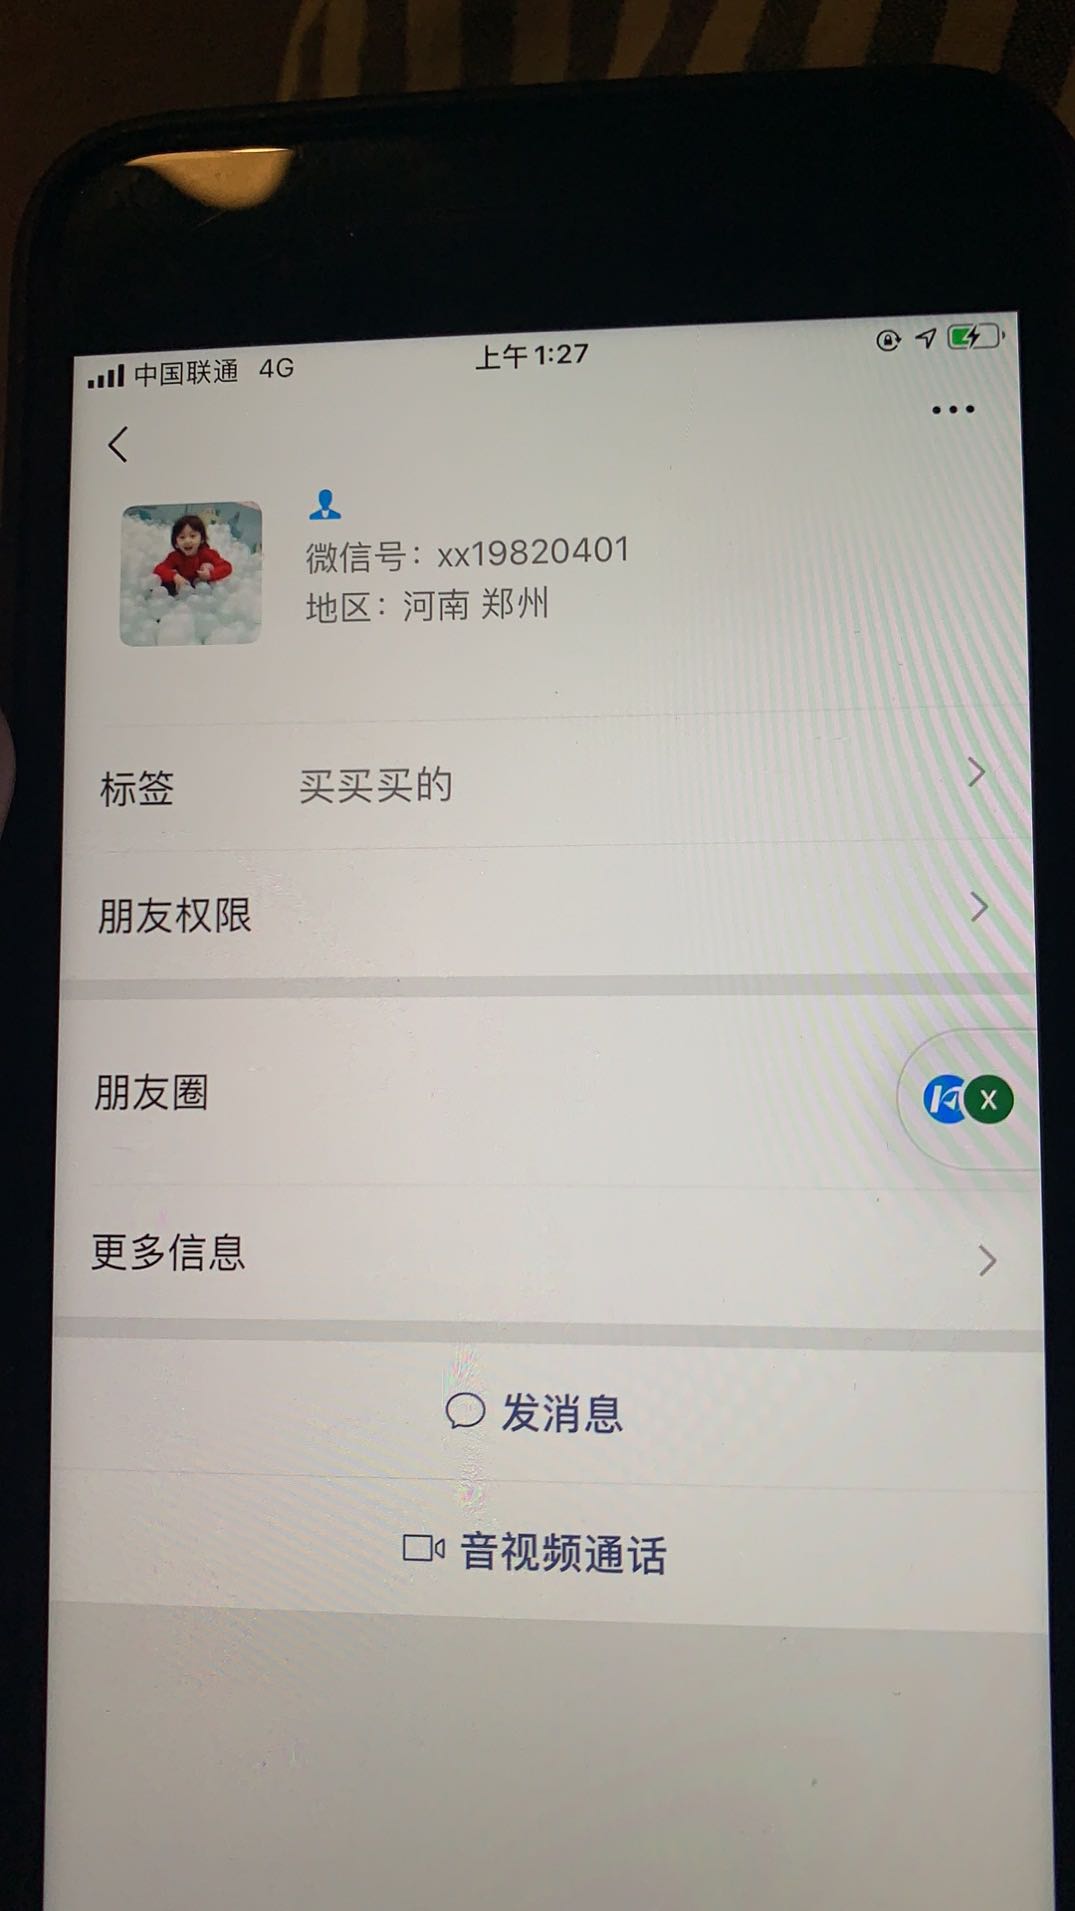 中国联通 4G 上午1:27
微信号：xx19820401
地区：河南 郑州
标签 买买买的
朋友权限
朋友圈
X
更多信息
发消息
音视频通话